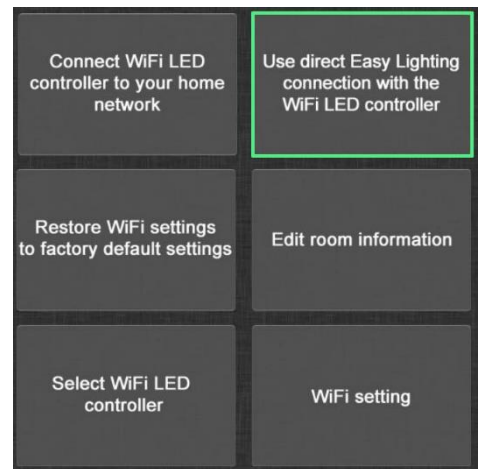 Connect WiFi LED
controller to your home
network
Use direct Easy Lighting
connection with the
WiFi LED controller
Restore WiFi settings
to factory default settings
Edit room information
Select WiFi LED
controller
WiFi setting